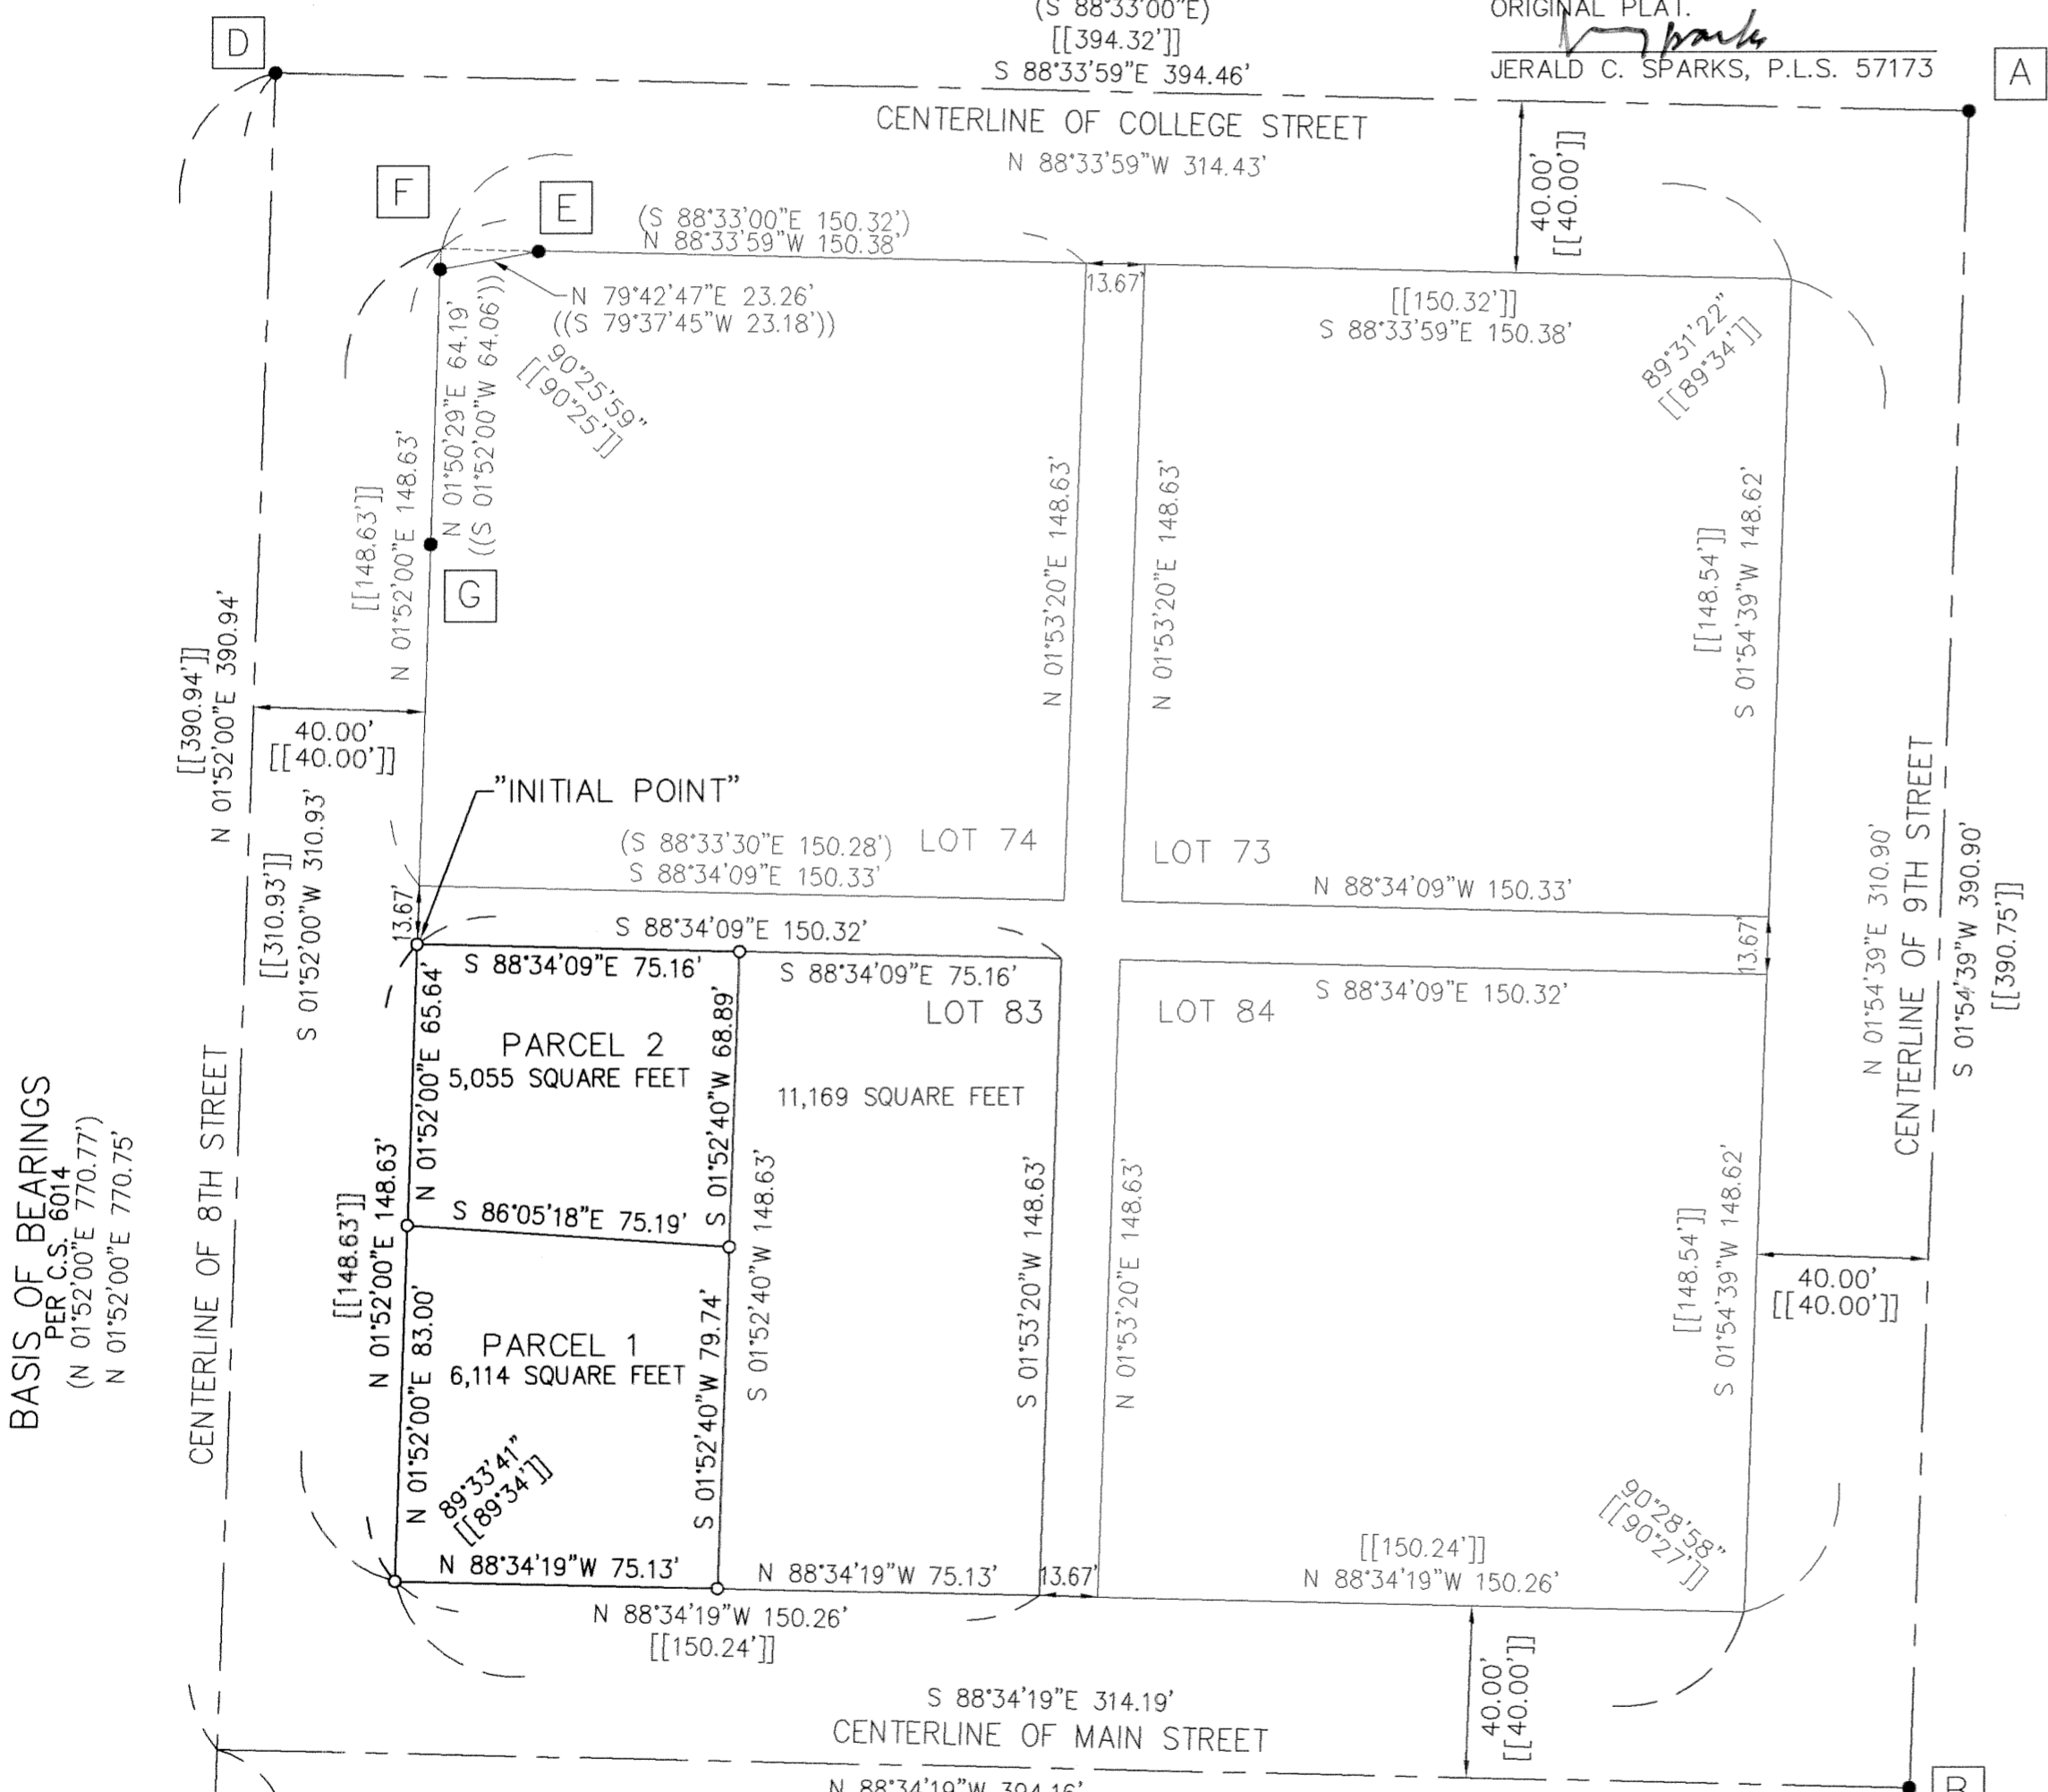 (S 88°33'00"E)
[[394.32']]
S 88°33'59"E 394.46'
ORIGINAL PLAT.
JERALD C. SPARKS, P.L.S. 57173
D
A
CENTERLINE OF COLLEGE STREET
N 88°33'59"W 314.43'
40.00'
[[40.00']]
F
E
(S 88°33'00"E 150.32')
N 88°33'59"W 150.38'
13.67'
N 79°42'47"E 23.26'
((S 79°37'45"W 23.18'))
[[150.32']]
S 88°33'59"E 150.38'
90°25'59"
[[90°25']]
89°31'22"
[[89°34']]
N 01°50'29"E 64.19'
((S 01°52'00"W 64.06'))
[[148.63']]
N 01°52'00"E 148.63'
G
N 01°53'20"E 148.63'
N 01°53'20"E 148.63'
[[148.54']]
S 01°54'39"W 148.62'
[[390.94']]
N 01°52'00"E 390.94'
40.00'
[[40.00']]
"INITIAL POINT"
[[310.93']]
S 01°52'00"W 310.93'
(S 88°33'30"E 150.28')
S 88°34'09"E 150.33'
LOT 74
LOT 73
N 88°34'09"W 150.33'
13.67'
13.67'
N 01°54'39"E 310.90'
CENTERLINE OF 9TH STREET
S 01°54'39"W 390.90'
[[390.75']]
S 88°34'09"E 150.32'
S 88°34'09"E 75.16'
S 88°34'09"E 75.16'
S 88°34'09"E 150.32'
LOT 83
LOT 84
N 01°52'00"E 65.64'
PARCEL 2
5,055 SQUARE FEET
S 01°52'40"W 68.89'
11,169 SQUARE FEET
BASIS OF BEARINGS
PER C.S. 6014
(N 01°52'00"E 770.77')
N 01°52'00"E 770.75'
CENTERLINE OF 8TH STREET
[[148.63']]
N 01°52'00"E 148.63'
S 86°05'18"E 75.19'
S 01°52'40"W 148.63'
S 01°53'20"W 148.63'
N 01°53'20"E 148.63'
[[148.54']]
S 01°54'39"W 148.62'
40.00'
[[40.00']]
N 01°52'00"E 83.00'
PARCEL 1
6,114 SQUARE FEET
S 01°52'40"W 79.74'
89°33'41"
[[89°34']]
90°28'58"
[[90°27']]
N 88°34'19"W 75.13'
N 88°34'19"W 75.13'
13.67'
[[150.24']]
N 88°34'19"W 150.26'
N 88°34'19"W 150.26'
[[150.24']]
40.00'
[[40.00']]
S 88°34'19"E 314.19'
CENTERLINE OF MAIN STREET
N 88°34'19"W 394.16'
B